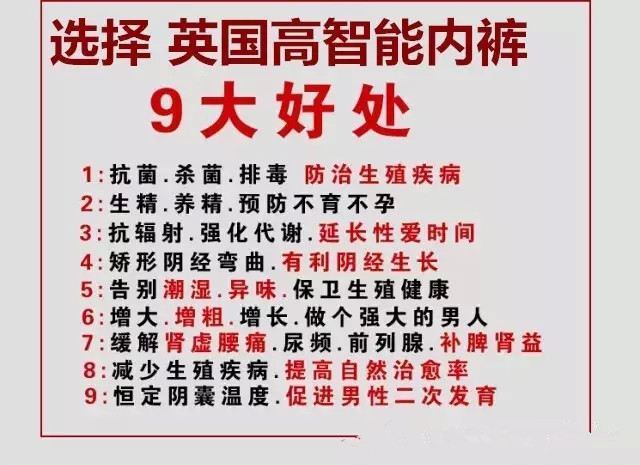 选择 英国高智能内裤
9大好处
1:抗菌.杀菌.排毒 防治生殖疾病
2:生精.养精.预防不育不孕
3:抗辐射.强化代谢.延长性爱时间
4:矫形阴经弯曲.有利阴经生长
5:告别潮湿.异味.保卫生殖健康
6:增大.增粗.增长.做个强大的男人
7:缓解肾虚腰痛.尿频.前列腺.补脾肾益
8:减少生殖疾病.提高自然治愈率
9:恒定阴囊温度.促进男性二次发育